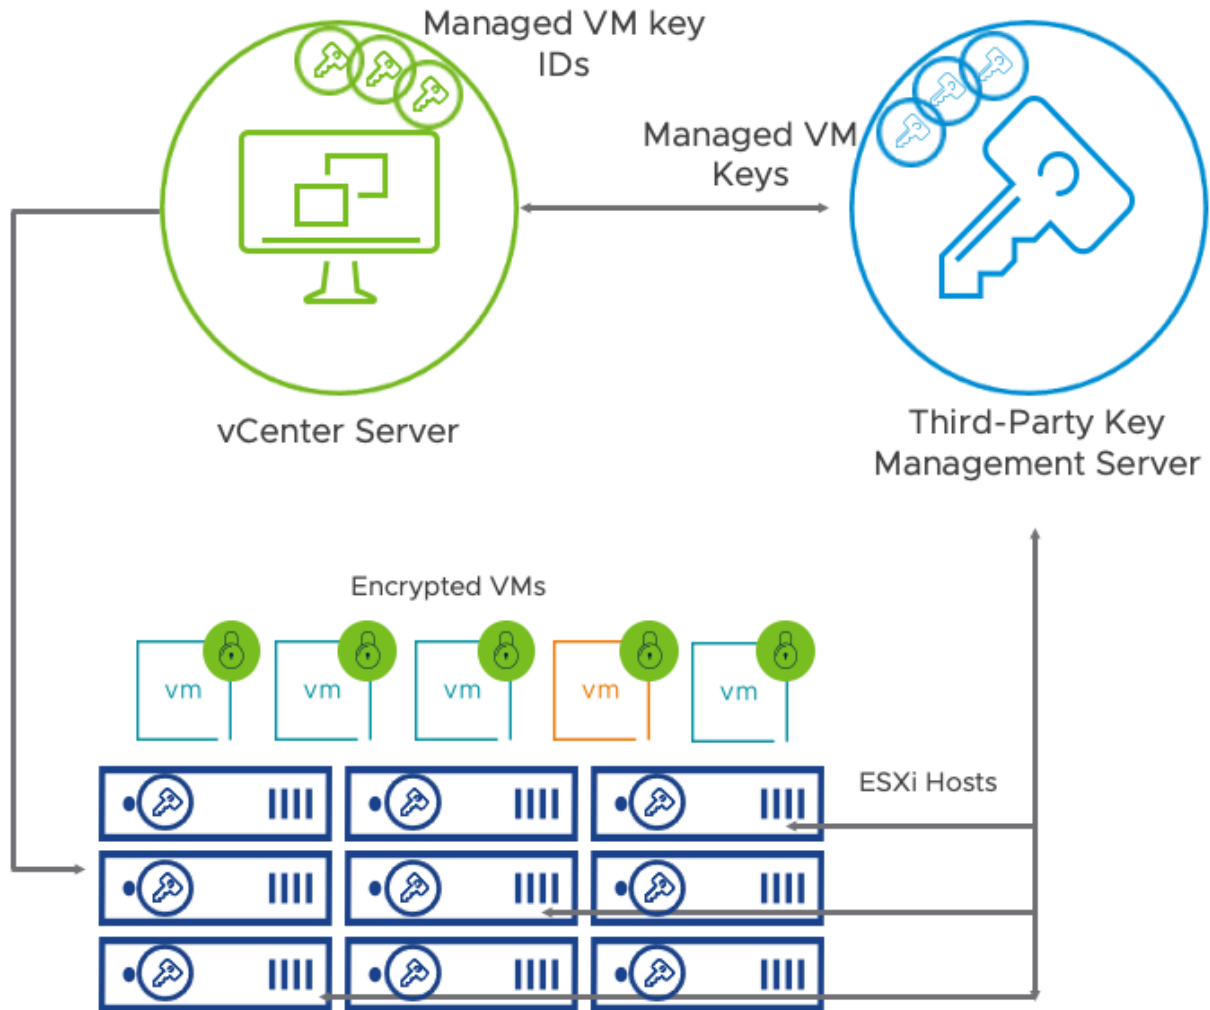 Managed VM key
IDs
Managed VM
Keys
vCenter Server
Third-Party Key
Management Server
Encrypted VMs
vm
vm
vm
vm
vm
ESXi Hosts